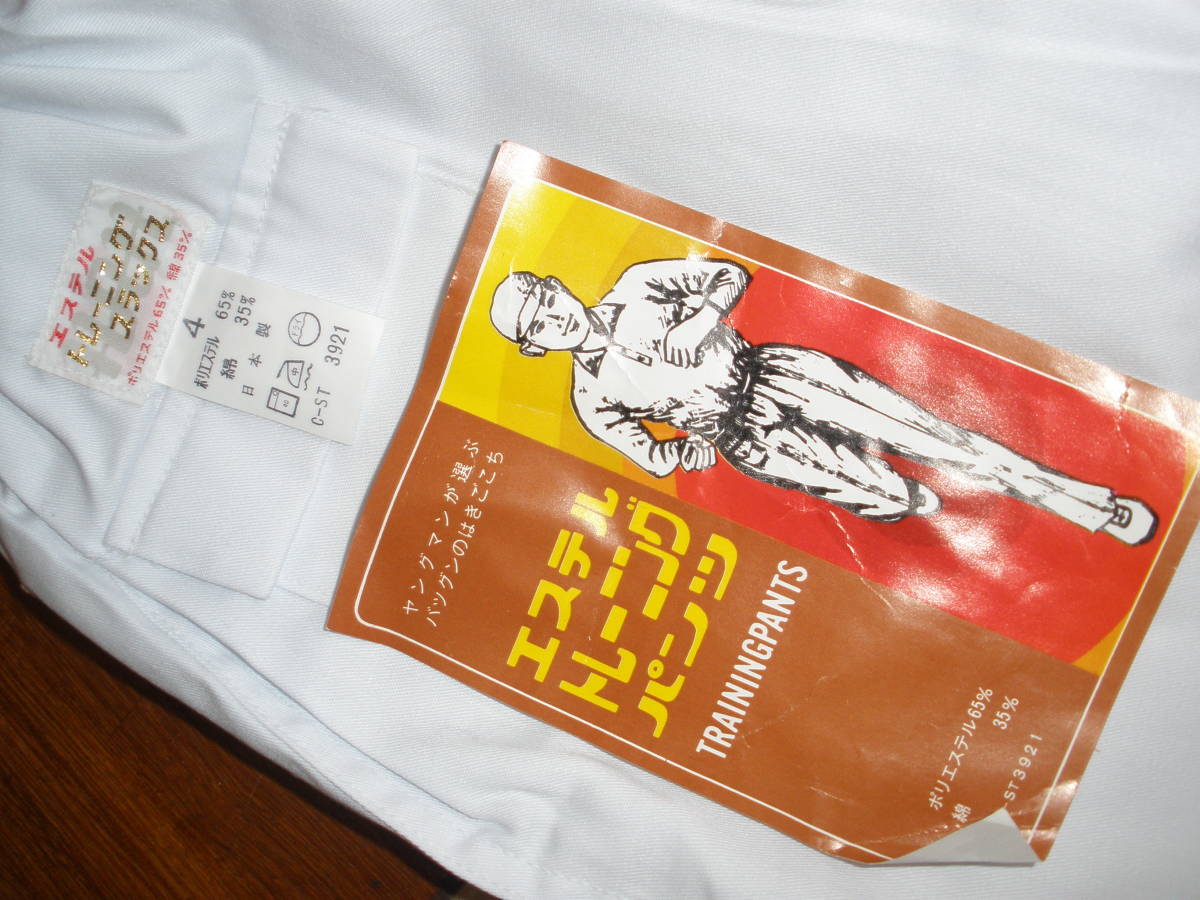 エステル
トレーニング
スラックス
ポリエステル65% 綿35%
4
ポリエステル 65%
綿 35%
日本製
中
ドライ
C-ST 3921
ヤングマンが選ぶ
バツグンのはきごこち
エステル
トレーニング
パンツ
TRAININGPANTS
ポリエステル65%
綿 35%
-ST3921